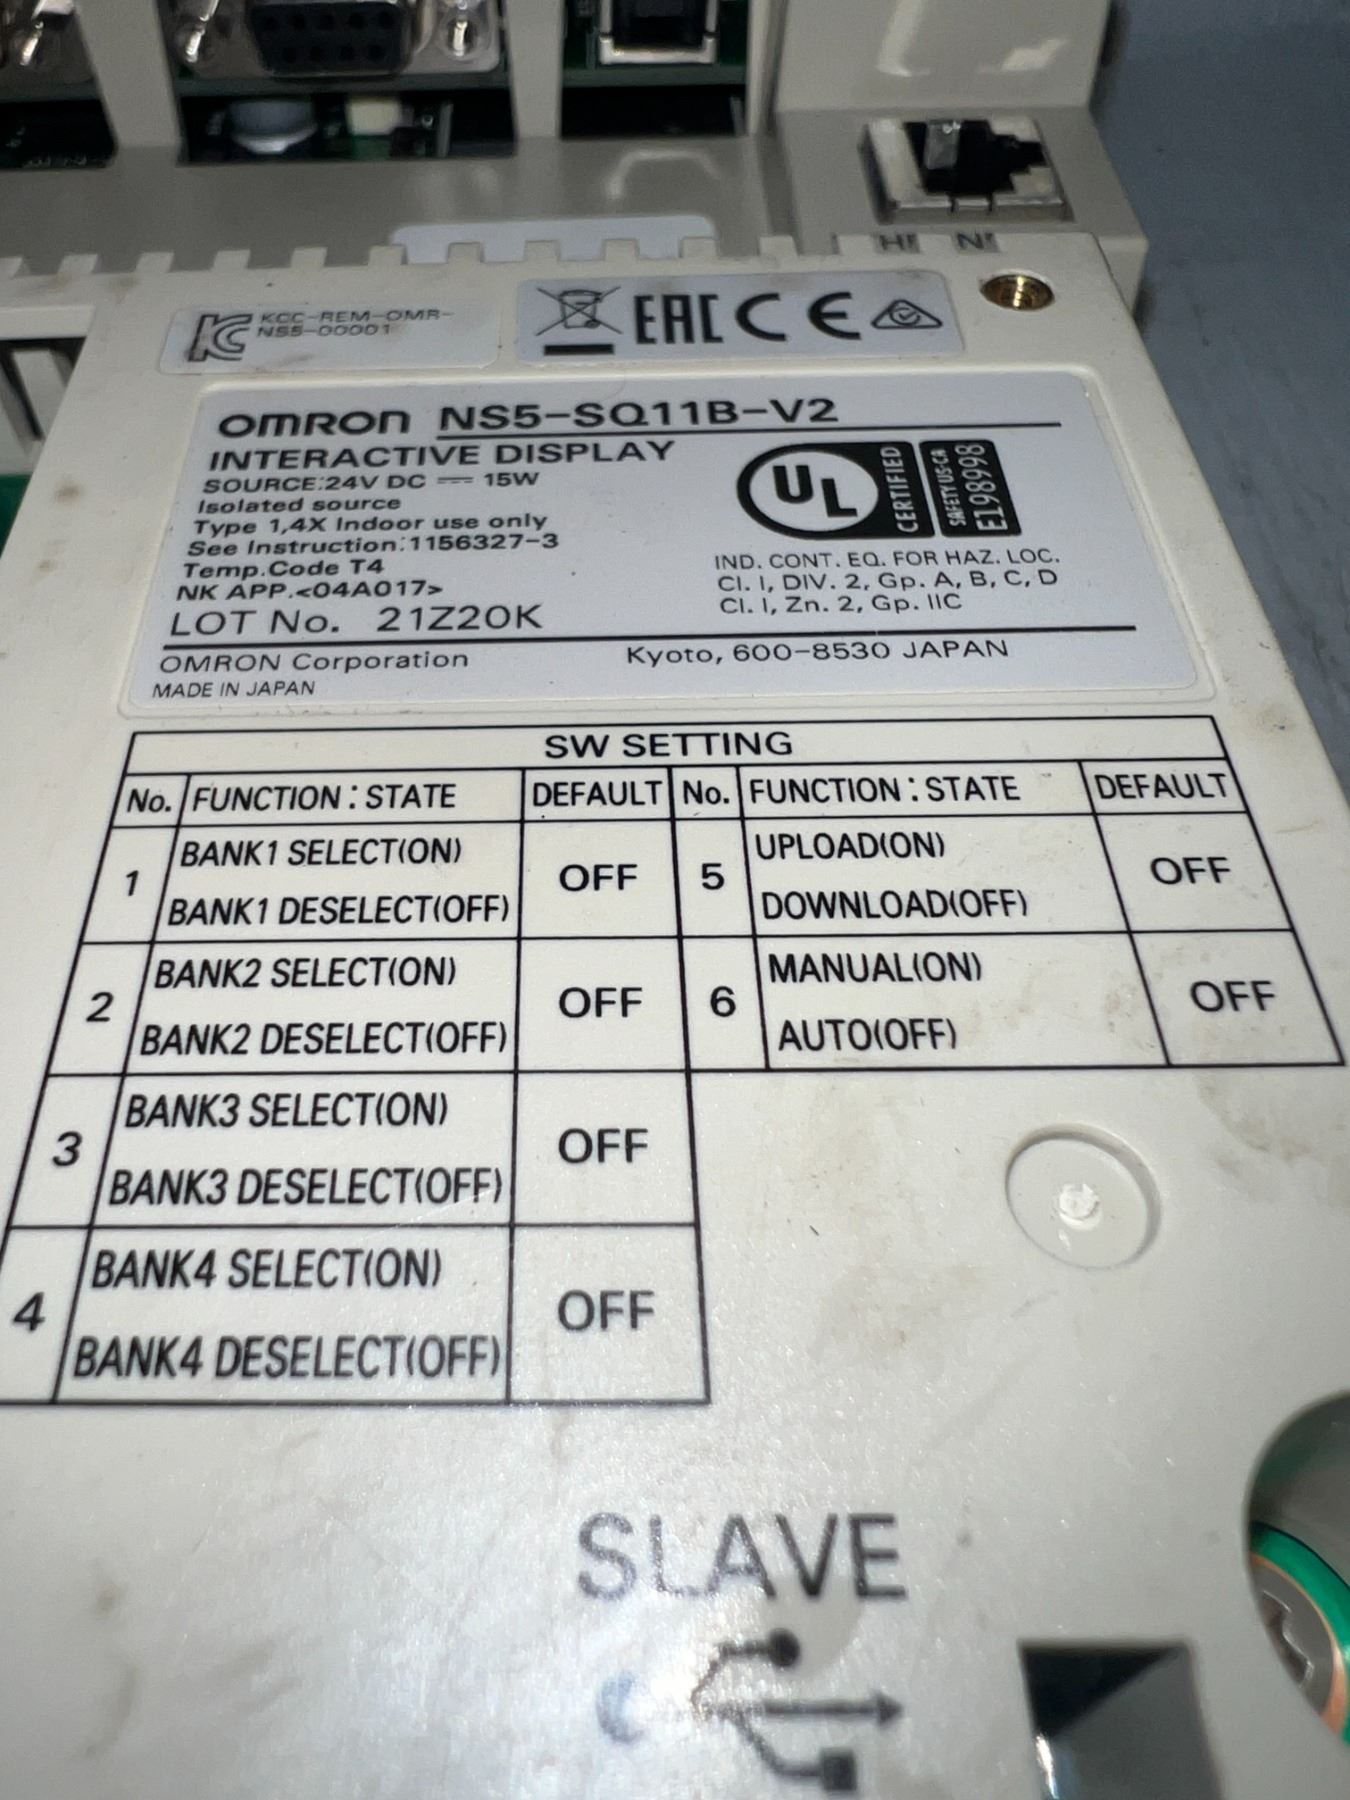 KCC-REM-OMR-
NS5-00001
EAC CE
OMRON NS5-SQ11B-V2
INTERACTIVE DISPLAY
SOURCE:24V DC 15W
Isolated source
Type 1,4X Indoor use only
See Instruction:1156327-3
Temp.Code T4
NK APP.<04A017>
LOT No. 21Z20K
UL CERTIFIED
SAFETY US-CA
E198998
IND. CONT. EQ. FOR HAZ. LOC.
Cl. I, DIV. 2, Gp. A, B, C, D
Cl. I, Zn. 2, Gp. IIC
OMRON Corporation Kyoto, 600-8530 JAPAN
MADE IN JAPAN
SW SETTING
No. FUNCTION : STATE DEFAULT No. FUNCTION : STATE DEFAULT
1 BANK1 SELECT(ON) OFF 5 UPLOAD(ON) OFF
BANK1 DESELECT(OFF) DOWNLOAD(OFF)
2 BANK2 SELECT(ON) OFF 6 MANUAL(ON) OFF
BANK2 DESELECT(OFF) AUTO(OFF)
3 BANK3 SELECT(ON) OFF
BANK3 DESELECT(OFF)
4 BANK4 SELECT(ON) OFF
BANK4 DESELECT(OFF)
SLAVE